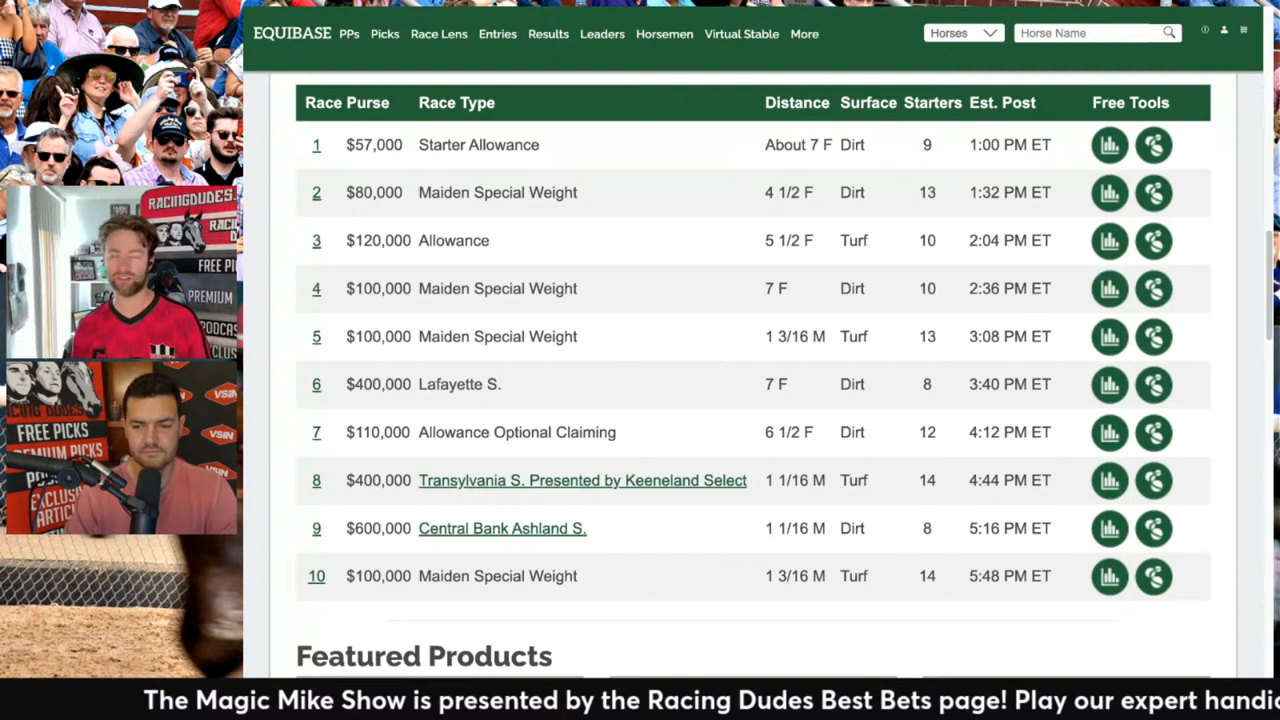 EQUIBASE PPs Picks Race Lens Entries Results Leaders Horsemen Virtual Stable More Horses Horse Name
Race Purse Race Type Distance Surface Starters Est. Post Free Tools
1 $57,000 Starter Allowance About 7 F Dirt 9 1:00 PM ET
2 $80,000 Maiden Special Weight 4 1/2 F Dirt 13 1:32 PM ET
3 $120,000 Allowance 5 1/2 F Turf 10 2:04 PM ET
4 $100,000 Maiden Special Weight 7 F Dirt 10 2:36 PM ET
5 $100,000 Maiden Special Weight 1 3/16 M Turf 13 3:08 PM ET
6 $400,000 Lafayette S. 7 F Dirt 8 3:40 PM ET
7 $110,000 Allowance Optional Claiming 6 1/2 F Dirt 12 4:12 PM ET
8 $400,000 Transylvania S. Presented by Keeneland Select 1 1/16 M Turf 14 4:44 PM ET
9 $600,000 Central Bank Ashland S. 1 1/16 M Dirt 8 5:16 PM ET
10 $100,000 Maiden Special Weight 1 3/16 M Turf 14 5:48 PM ET
Featured Products
RACINGDUDES.
FREE PI
PREMIUM
PODCAS
XCLUS
CING DUDES
FREE PICKS
PREMIUM PICKS
EXCLUS
ARTIC
VSiN
VSiN
The Magic Mike Show is presented by the Racing Dudes Best Bets page! Play our expert handic